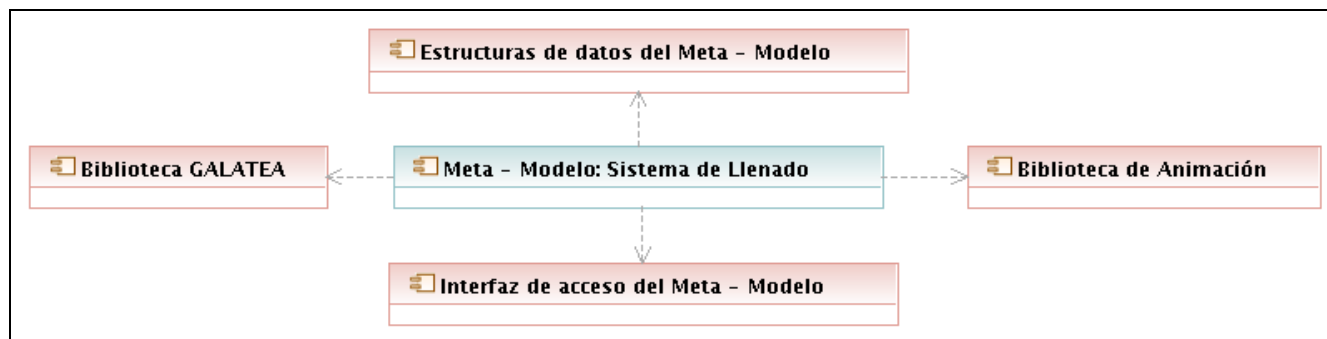 Estructuras de datos del Meta - Modelo
Biblioteca GALATEA
Meta - Modelo: Sistema de Llenado
Biblioteca de Animación
Interfaz de acceso del Meta - Modelo